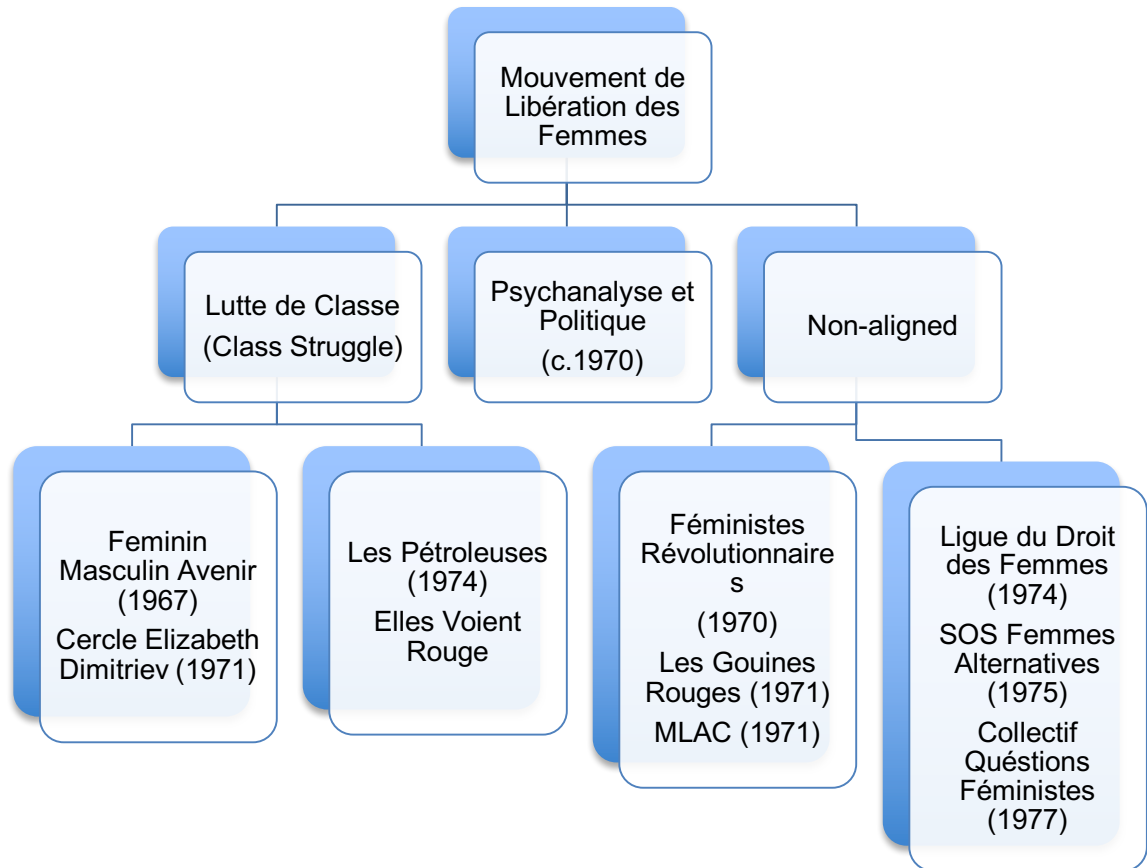 Mouvement de
Libération des
Femmes
Lutte de Classe
(Class Struggle)
Psychanalyse et
Politique
(c.1970)
Non-aligned
Feminin
Masculin Avenir
(1967)
Cercle Elizabeth
Dimitriev (1971)
Les Pétroleuses
(1974)
Elles Voient
Rouge
Féministes
Révolutionnaire
s
(1970)
Les Gouines
Rouges (1971)
MLAC (1971)
Ligue du Droit
des Femmes
(1974)
SOS Femmes
Alternatives
(1975)
Collectif
Quéstions
Féministes
(1977)